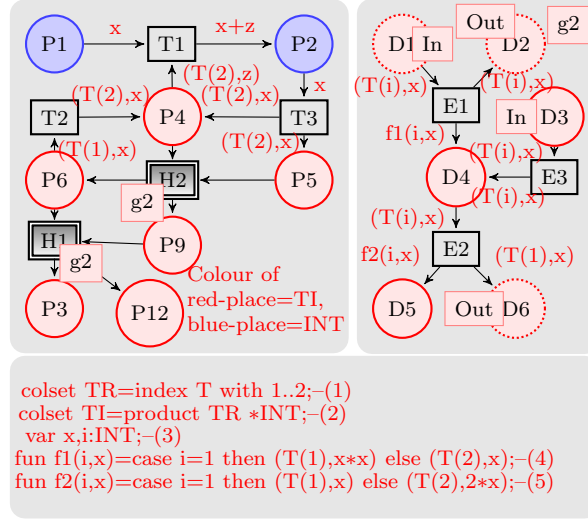 P1
x
T1
x+z
P2
(T(2),z)
x
(T(2),x)
(T(2),x)
T2
P4
T3
(T(1),x)
(T(2),x)
P6
H2
P5
g2
H1
P9
g2
P3
P12
Colour of
red-place=TI,
blue-place=INT
D1
In
Out
D2
g2
(T(i),x)
(T(i),x)
E1
In
D3
f1(i,x)
(T(i),x)
D4
E3
(T(i),x)
(T(i),x)
f2(i,x)
E2
(T(1),x)
D5
Out
D6
colset TR=index T with 1..2;–(1)
colset TI=product TR *INT;–(2)
var x,i:INT;–(3)
fun f1(i,x)=case i=1 then (T(1),x*x) else (T(2),x);–(4)
fun f2(i,x)=case i=1 then (T(1),x) else (T(2),2*x);–(5)